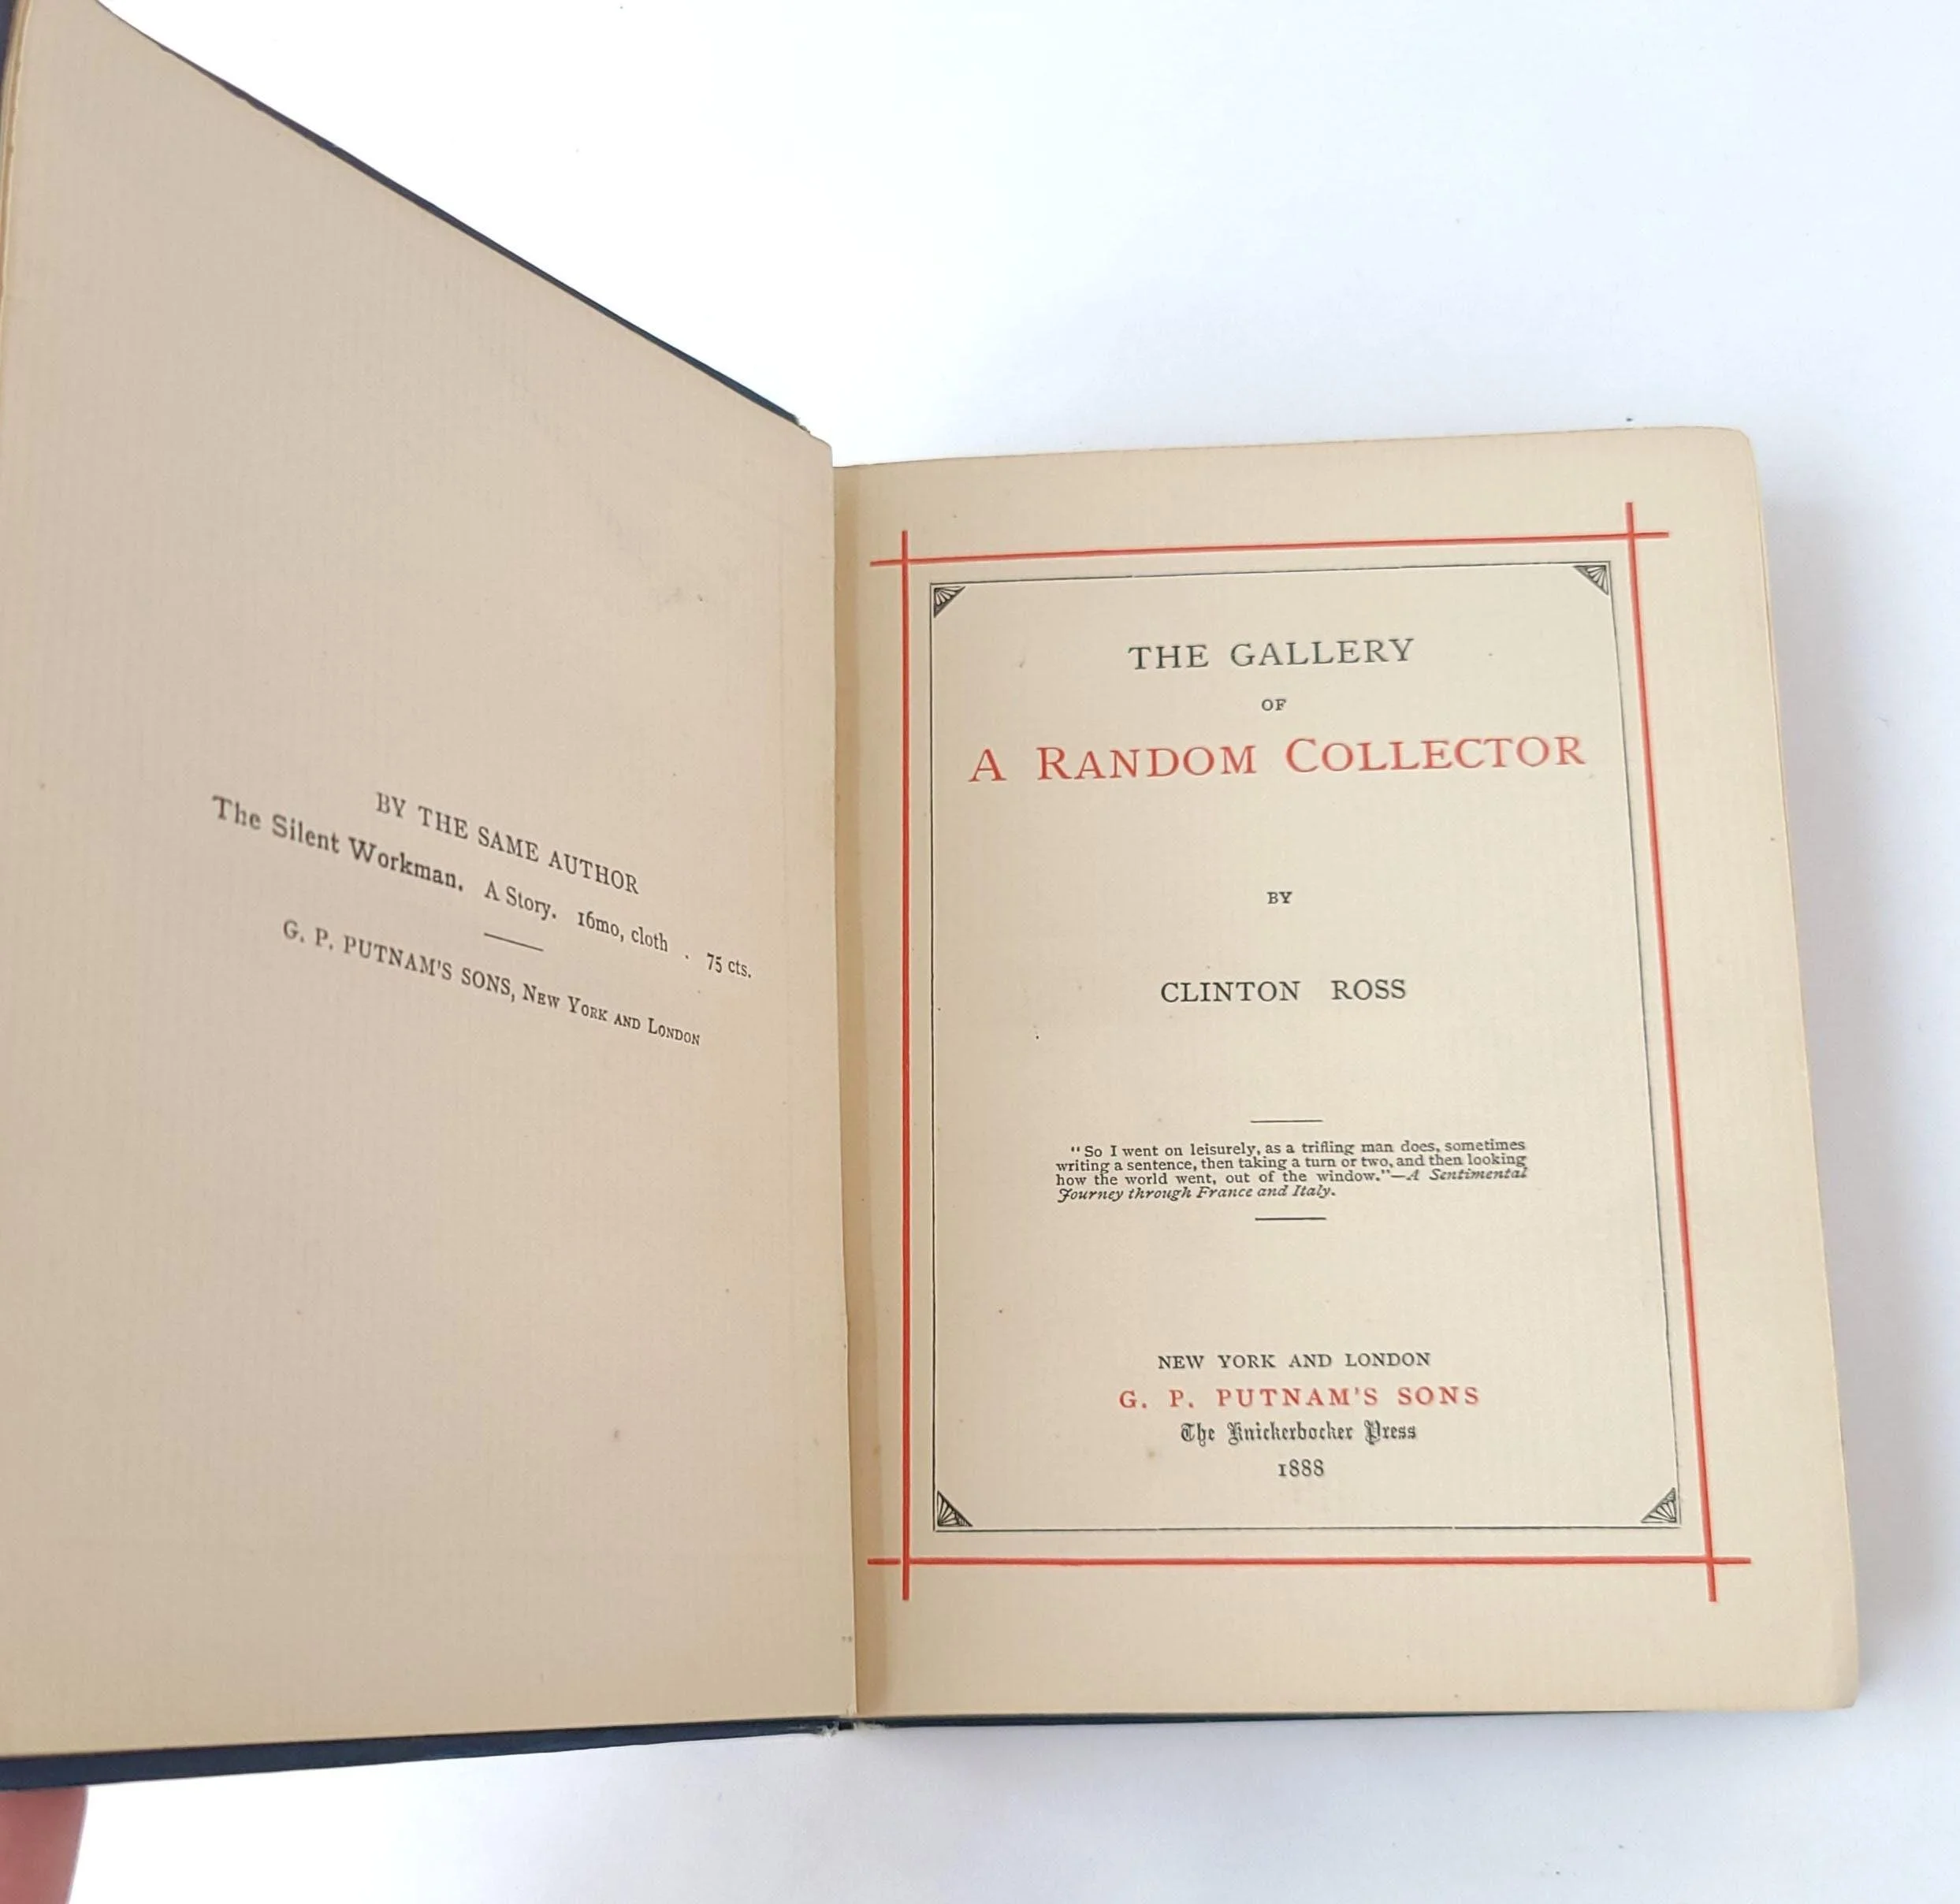 BY THE SAME AUTHOR
The Silent Workman. A Story. 16mo, cloth . 75 cts.
G. P. PUTNAM'S SONS, NEW YORK AND LONDON
THE GALLERY
OF
A RANDOM COLLECTOR
BY
CLINTON ROSS
"So I went on leisurely, as a trifling man does, sometimes
writing a sentence, then taking a turn or two, and then looking
how the world went, out of the window."—A Sentimental
Journey through France and Italy.
NEW YORK AND LONDON
G. P. PUTNAM'S SONS
The Knickerbocker Press
1888